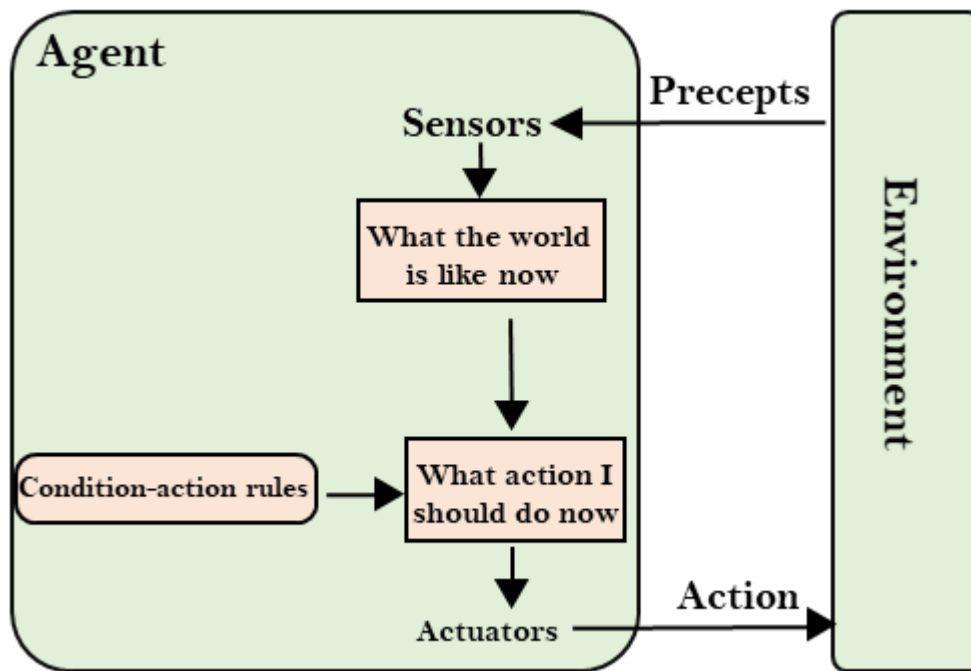 Agent
Precepts
Sensors
What the world
is like now
Environment
Condition-action rules
What action I
should do now
Action
Actuators